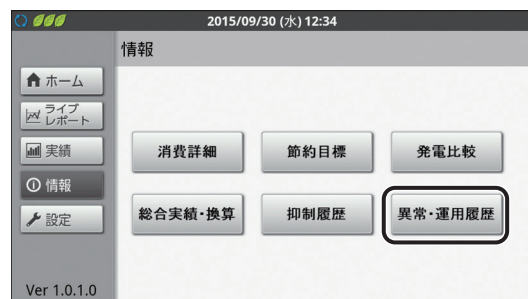 2015/09/30 (水) 12:34
情報
ホーム
ライブ
レポート
実績
情報
設定
消費詳細
節約目標
発電比較
総合実績・換算
抑制履歴
異常・運用履歴
Ver 1.0.1.0